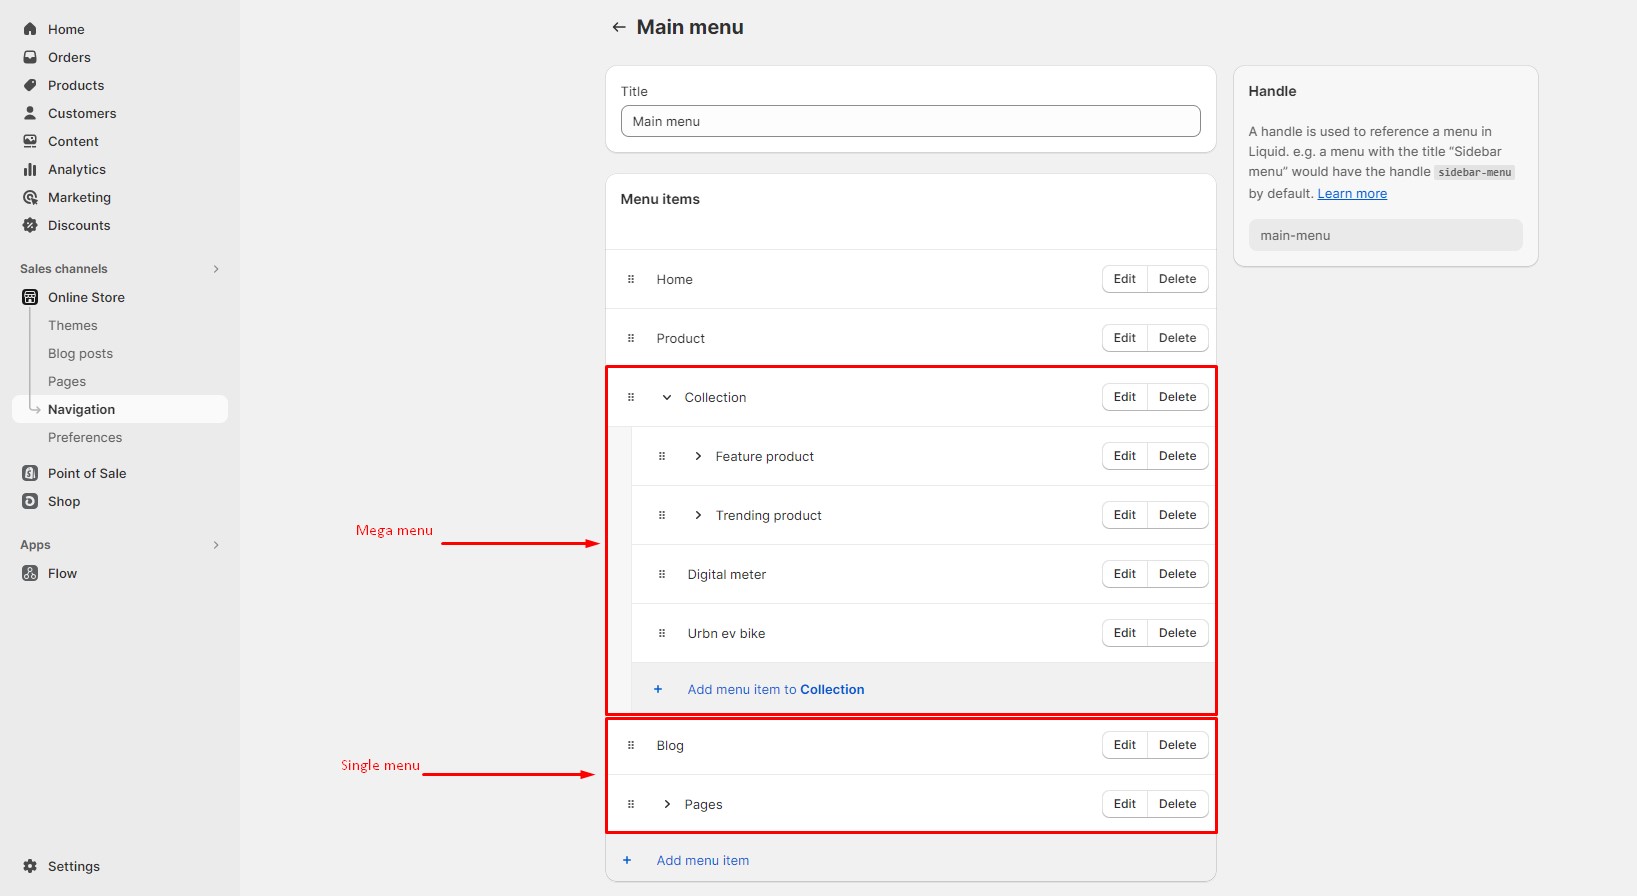 Home
Orders
Products
Customers
Content
Analytics
Marketing
Discounts
Sales channels
Online Store
Themes
Blog posts
Pages
Navigation
Preferences
Point of Sale
Shop
Apps
Flow
Settings
Main menu
Title
Main menu
Menu items
Home Edit Delete
Product Edit Delete
Collection Edit Delete
Feature product Edit Delete
Trending product Edit Delete
Digital meter Edit Delete
Urbn ev bike Edit Delete
+ Add menu item to Collection
Blog Edit Delete
Pages Edit Delete
+ Add menu item
Mega menu
Single menu
Handle
A handle is used to reference a menu in
Liquid. e.g. a menu with the title “Sidebar
menu” would have the handle sidebar-menu
by default. Learn more
main-menu